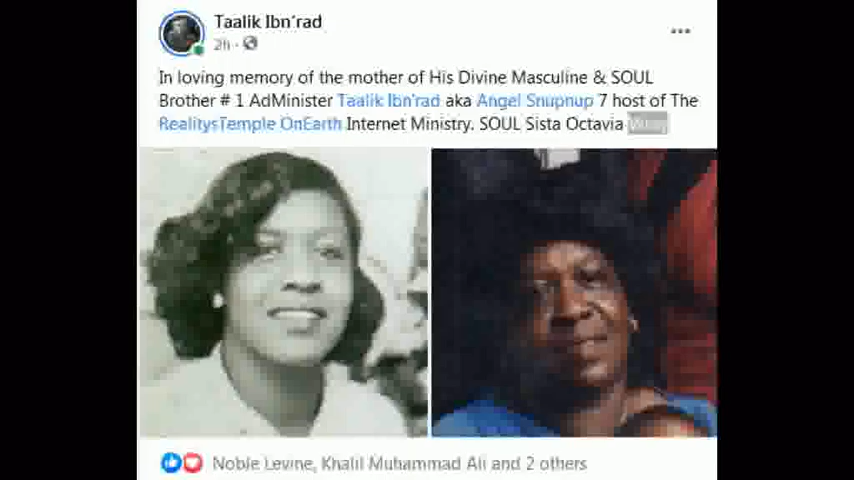 Taalik Ibn'rad
2h ·
In loving memory of the mother of His Divine Masculine & SOUL
Brother # 1 AdMinister Taalik Ibn'rad aka Angel Snupnup 7 host of The
RealitysTemple OnEarth Internet Ministry. SOUL Sista Octavia
Noble Levine, Khalil Muhammad Ali and 2 others